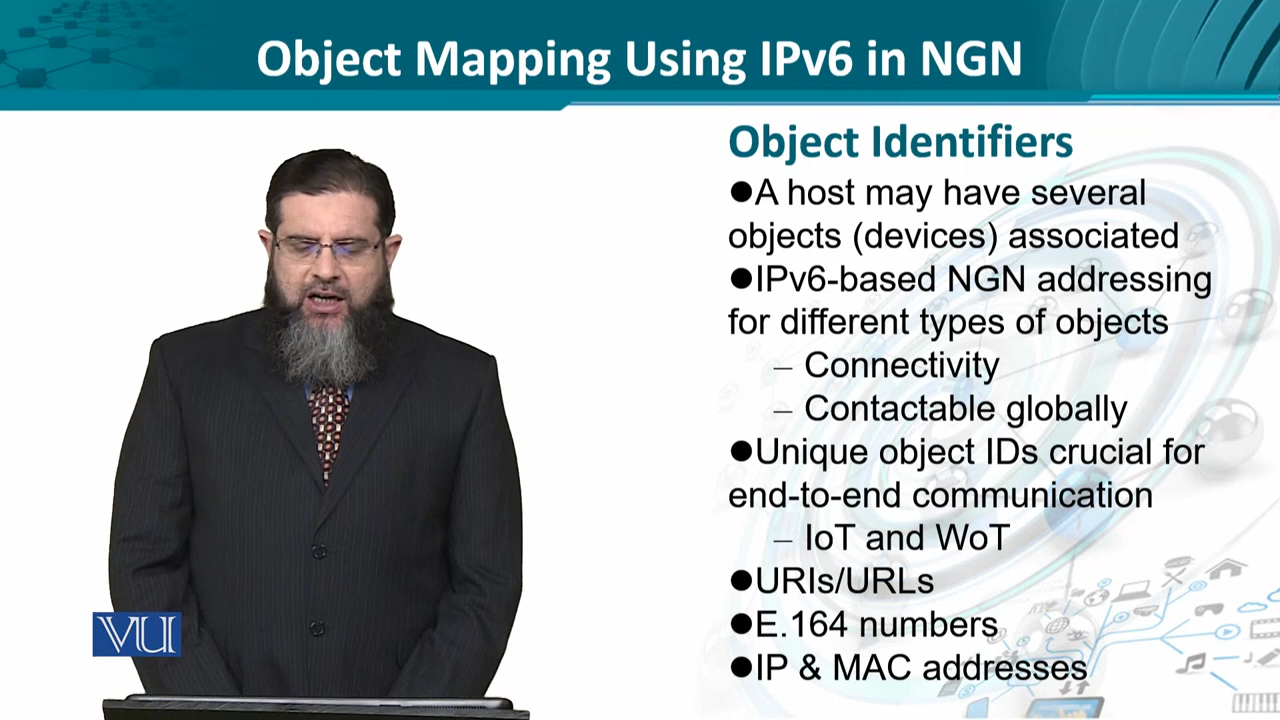 Object Mapping Using IPv6 in NGN
Object Identifiers
●A host may have several
objects (devices) associated
●IPv6-based NGN addressing
for different types of objects
– Connectivity
– Contactable globally
●Unique object IDs crucial for
end-to-end communication
– IoT and WoT
●URIs/URLs
●E.164 numbers
●IP & MAC addresses
VU